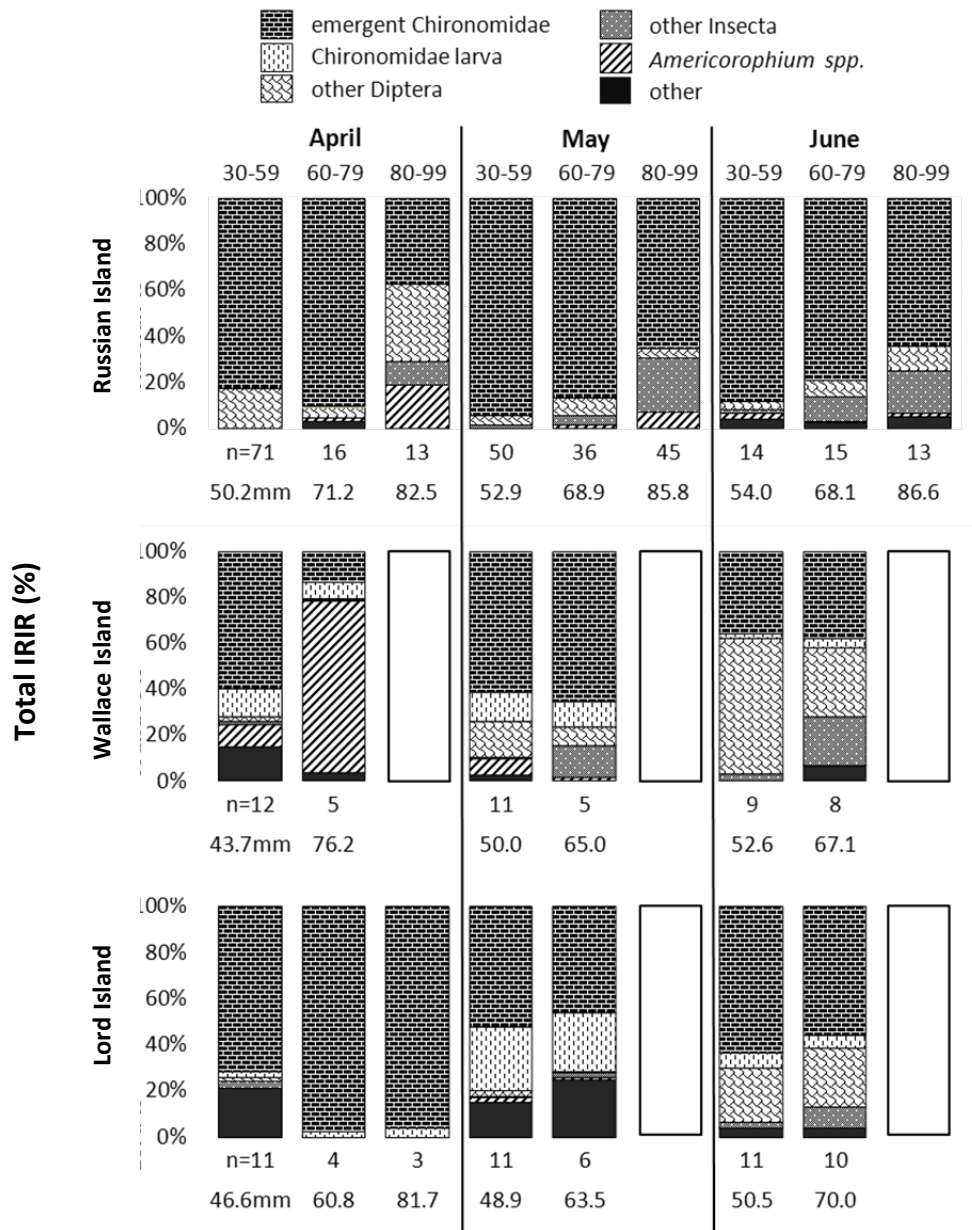 emergent Chironomidae other Insecta
Chironomidae larva Americorophium spp.
other Diptera other
April May June
30-59 60-79 80-99 30-59 60-79 80-99 30-59 60-79 80-99
Total IRIR (%)
Russian Island
100%
80%
60%
40%
20%
0%
n=71 16 13 50 36 45 14 15 13
50.2mm 71.2 82.5 52.9 68.9 85.8 54.0 68.1 86.6
Wallace Island
100%
80%
60%
40%
20%
0%
n=12 5 11 5 9 8
43.7mm 76.2 50.0 65.0 52.6 67.1
Lord Island
100%
80%
60%
40%
20%
0%
n=11 4 3 11 6 11 10
46.6mm 60.8 81.7 48.9 63.5 50.5 70.0